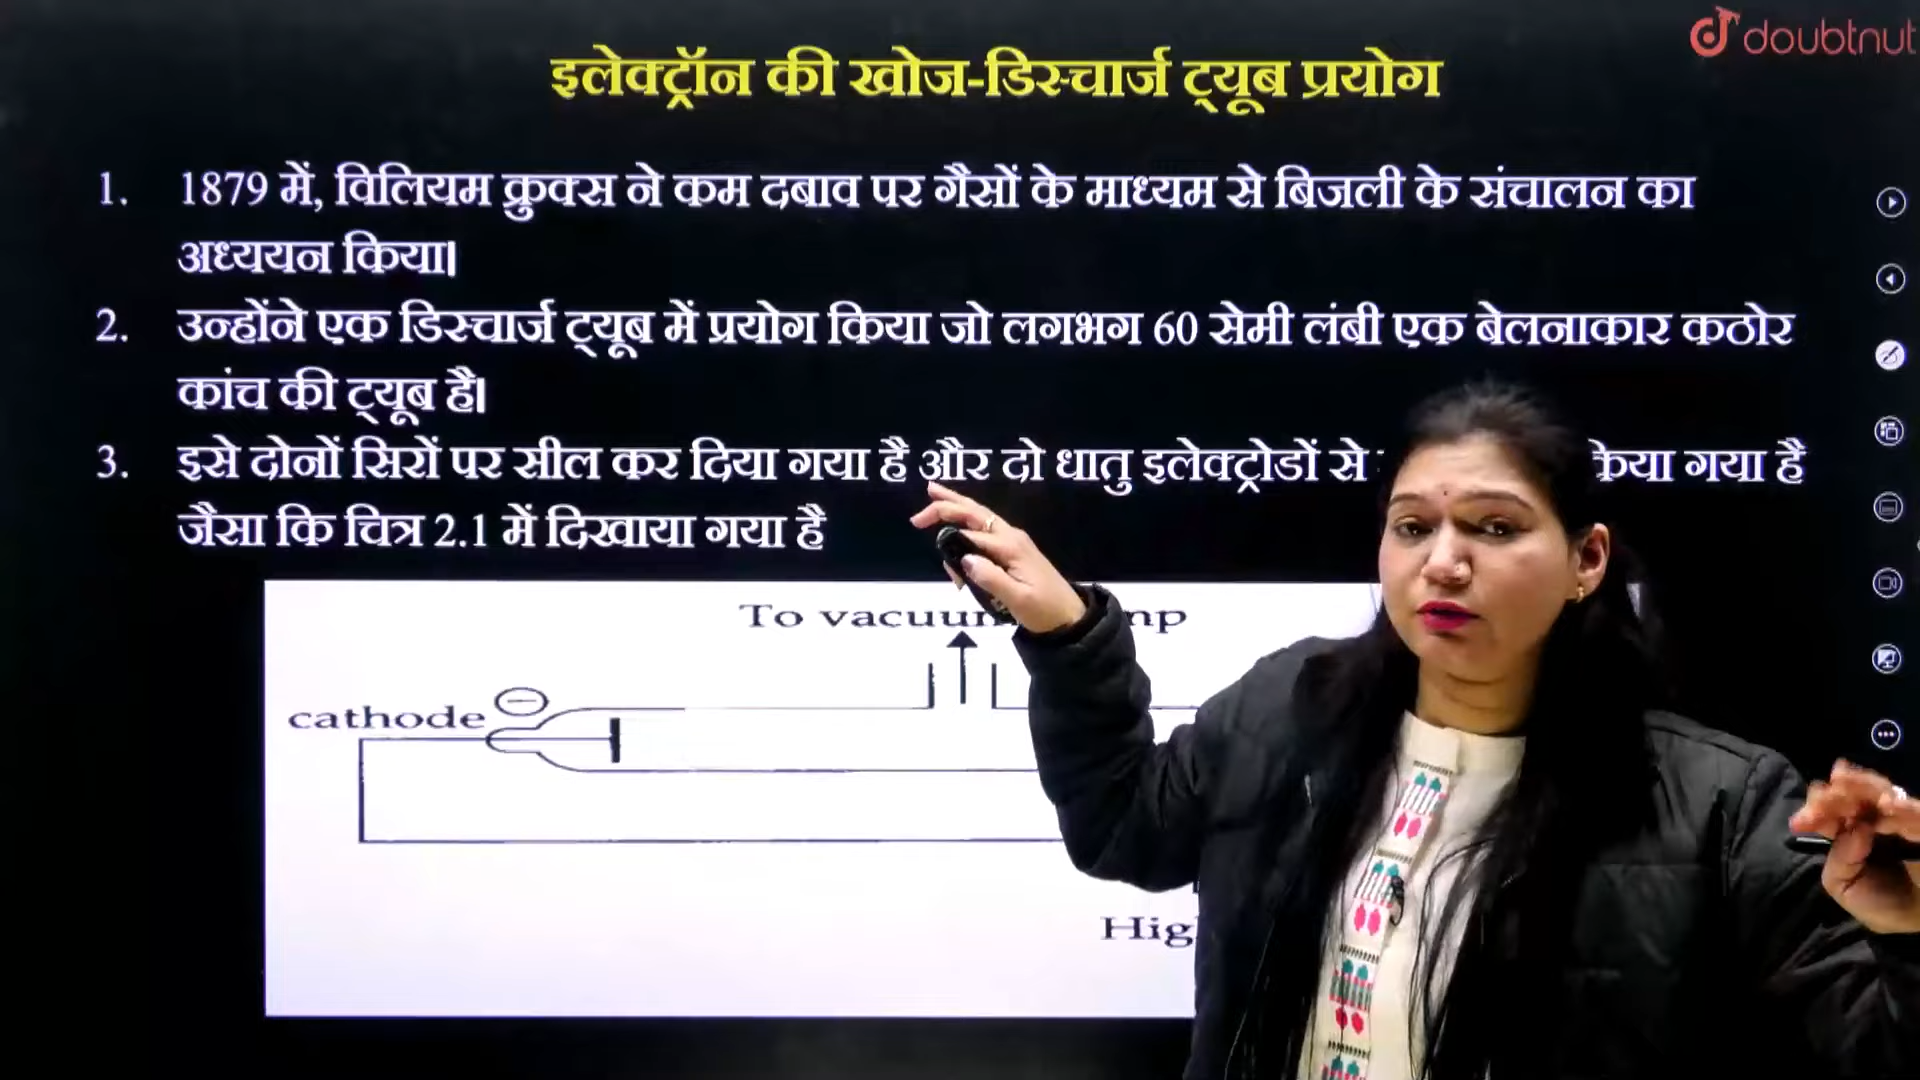 doubtnut
इलेक्ट्रॉन की खोज-डिस्चार्ज ट्यूब प्रयोग
1. 1879 में, विलियम क्रुक्स ने कम दबाव पर गैसों के माध्यम से बिजली के संचालन का
अध्ययन किया।
2. उन्होंने एक डिस्चार्ज ट्यूब में प्रयोग किया जो लगभग 60 सेमी लंबी एक बेलनाकार कठोर
कांच की ट्यूब है।
3. इसे दोनों सिरों पर सील कर दिया गया है और दो धातु इलेक्ट्रोडों से किया गया है
जैसा कि चित्र 2.1 में दिखाया गया है
To
cathode